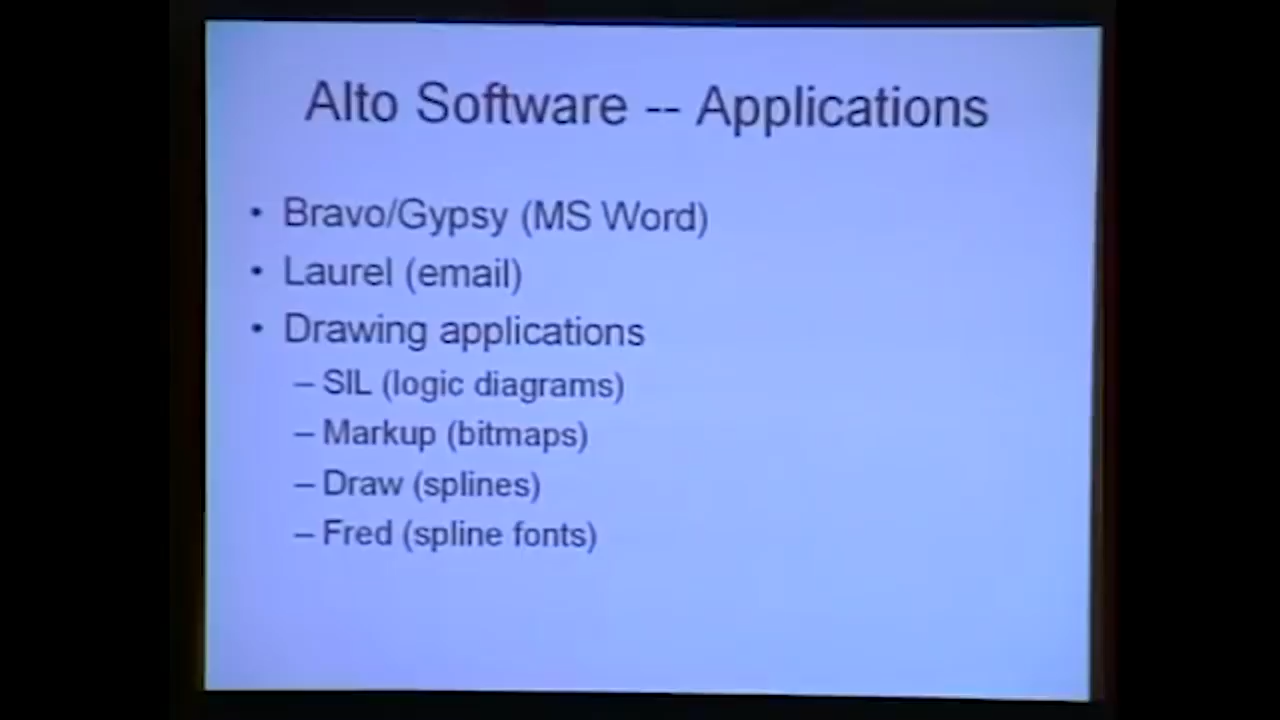 Alto Software -- Applications
• Bravo/Gypsy (MS Word)
• Laurel (email)
• Drawing applications
– SIL (logic diagrams)
– Markup (bitmaps)
– Draw (splines)
– Fred (spline fonts)